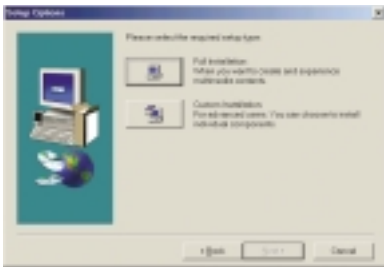 Setup Options
Please select the required setup type
Full Installation
When you want to create and experience
multimedia contents.
Custom Installation
For advanced users. You can choose to install
individual components.
< Back
Next >
Cancel